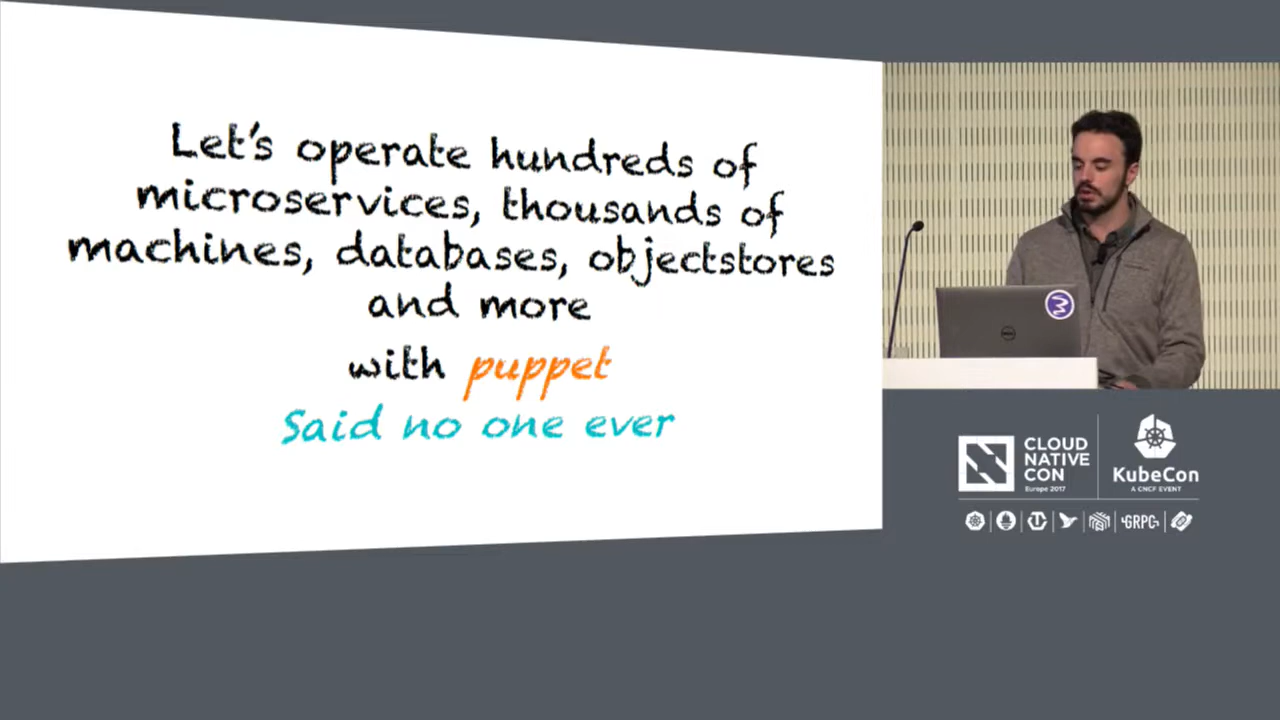 Let's operate hundreds of
microservices, thousands of
machines, databases, objectstores
and more
with puppet
Said no one ever
DELL
CLOUD
NATIVE
CON
Europe 2017
KubeCon
A CNCF EVENT
GRPC